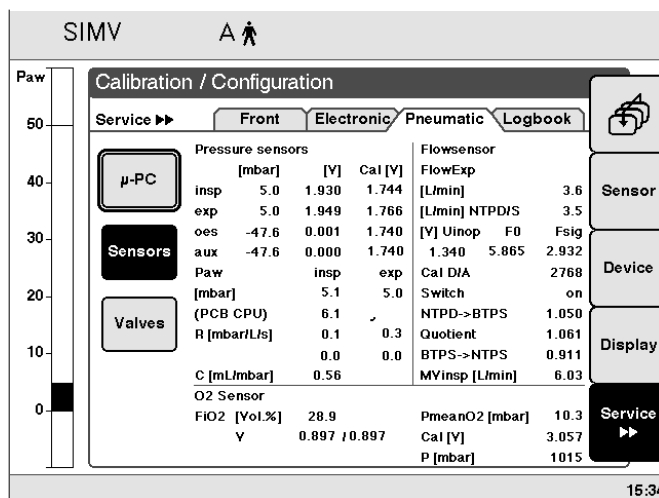 SIMV A
Paw
Calibration / Configuration
Service ▶▶ Front Electronic Pneumatic Logbook
50
40
30
20
10
0
µ-PC
Sensors
Valves
Pressure sensors
[mbar] [V] Cal [V]
insp 5.0 1.930 1.744
exp 5.0 1.949 1.766
oes -47.6 0.001 1.740
aux -47.6 0.000 1.740
Paw insp exp
[mbar] 5.1 5.0
(PCB CPU) 6.1
R [mbar/L/s] 0.1 0.3
0.0 0.0
C [mL/mbar] 0.56
Flowsensor
FlowExp
[L/min] 3.6
[L/min] NTPD/S 3.5
[V] Uinop F0 Fsig
1.340 5.865 2.932
Cal D/A 2768
Switch on
NTPD->BTPS 1.050
Quotient 1.061
BTPS->NTPS 0.911
MVinsp [L/min] 6.03
O2 Sensor
FiO2 [Vol.%] 28.9
V 0.897 / 0.897
PmeanO2 [mbar] 10.3
Cal [V] 3.057
P [mbar] 1015
Sensor
Device
Display
Service
▶▶